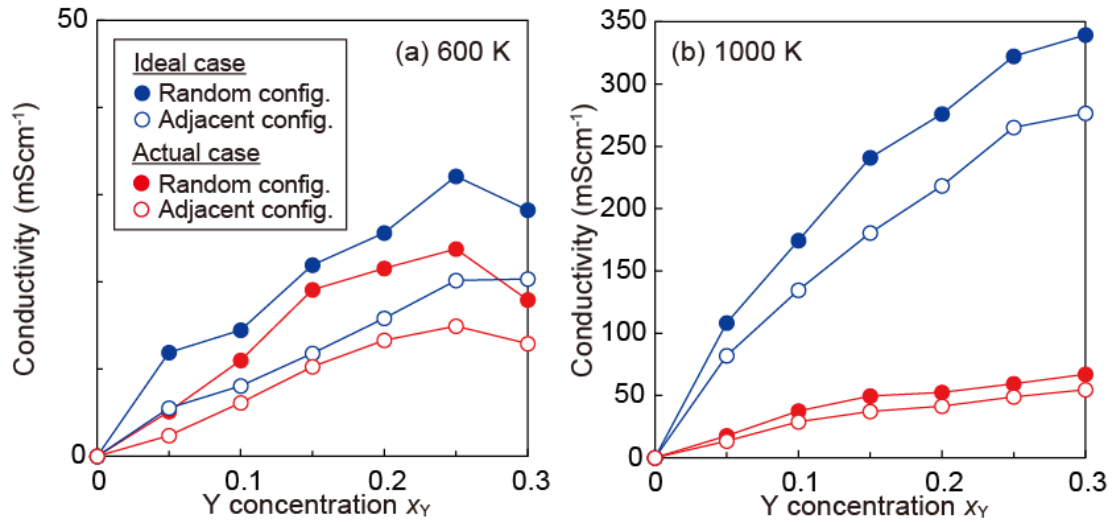 50
0
Conductivity (mScm⁻¹)
(a) 600 K
Ideal case
Random config.
Adjacent config.
Actual case
Random config.
Adjacent config.
0 0.1 0.2 0.3
Y concentration xY
350
300
250
200
150
100
50
0
Conductivity (mScm⁻¹)
(b) 1000 K
0 0.1 0.2 0.3
Y concentration xY